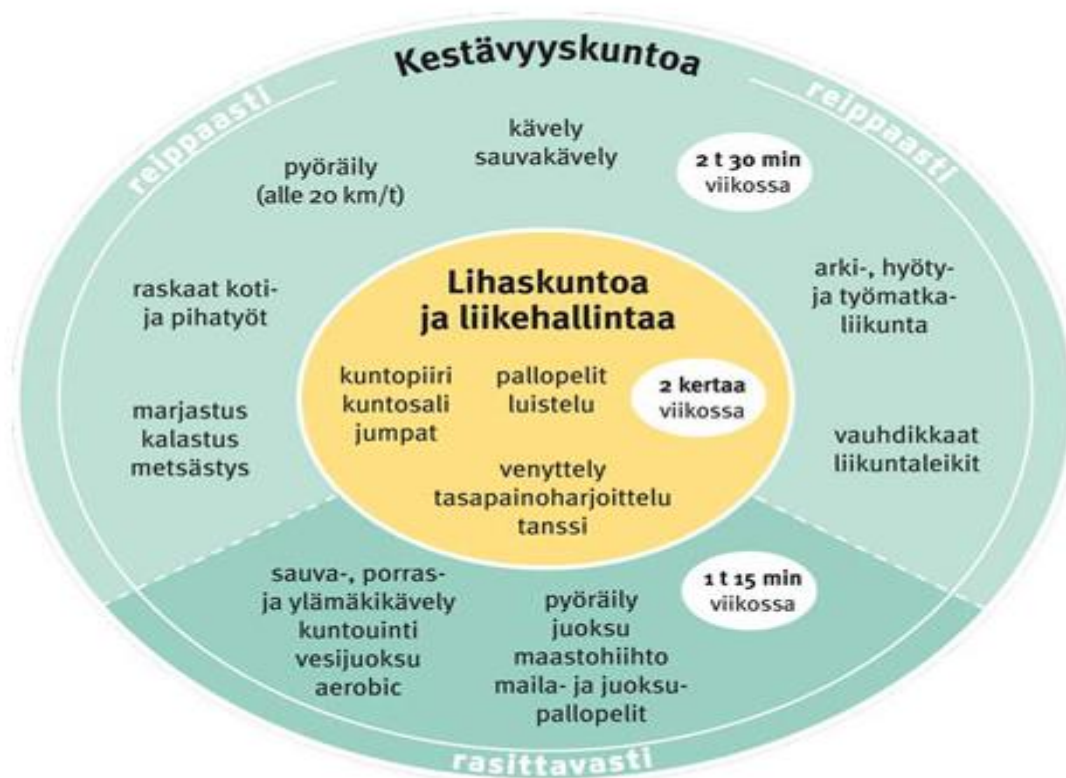 Kestävyyskuntoa
reippaasti
reippaasti
kävely
sauvakävely
2 t 30 min
viikossa
pyöräily
(alle 20 km/t)
raskaat koti-
ja pihatyöt
arki-, hyöty-
ja työmatka-
liikunta
marjastus
kalastus
metsästys
vauhdikkaat
liikuntaleikit
Lihaskuntoa
ja liikehallintaa
kuntopiiri
kuntosali
jumpat
pallopelit
luistelu
2 kertaa
viikossa
venyttely
tasapainoharjoittelu
tanssi
sauva-, porras-
ja ylämäkikävely
kuntouinti
vesijuoksu
aerobic
pyöräily
juoksu
maastohiihto
maila- ja juoksu-
pallopelit
1 t 15 min
viikossa
rasittavasti